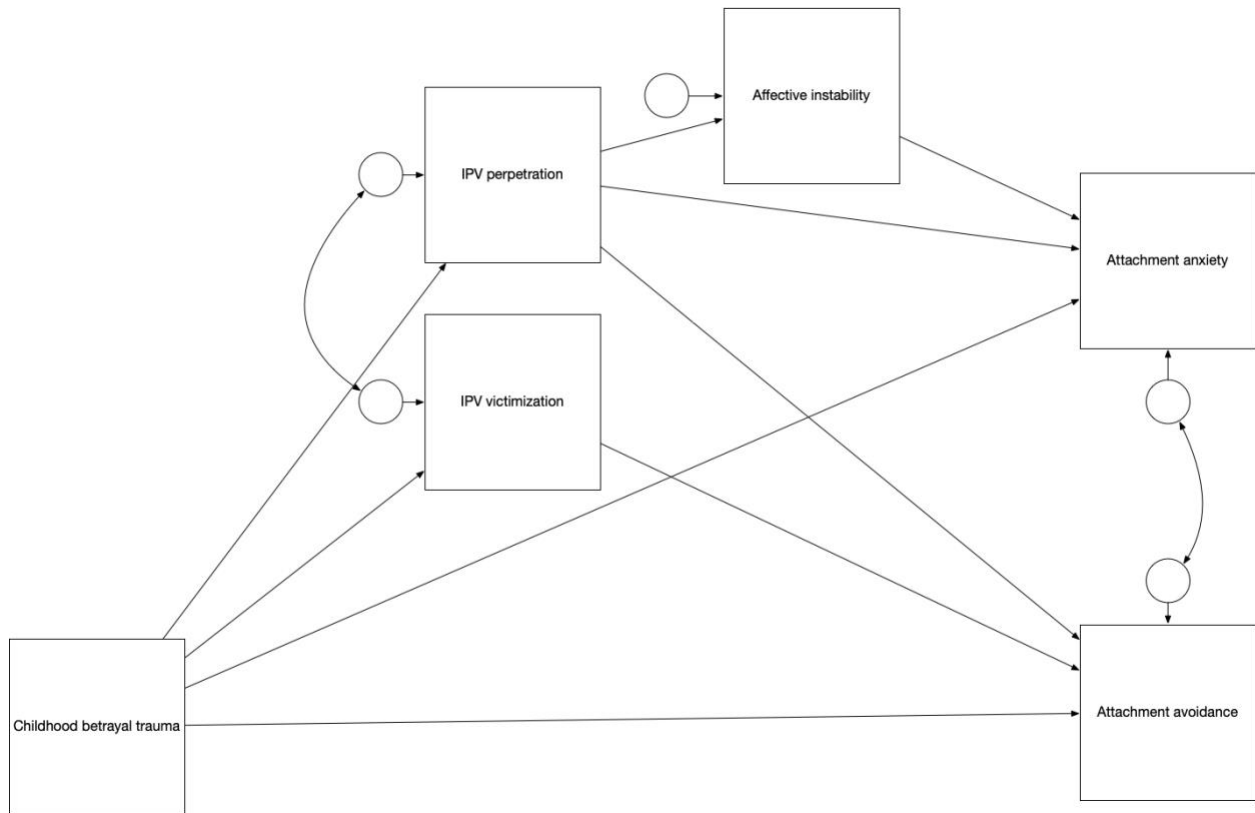 Affective instability
IPV perpetration
Attachment anxiety
IPV victimization
Attachment avoidance
Childhood betrayal trauma